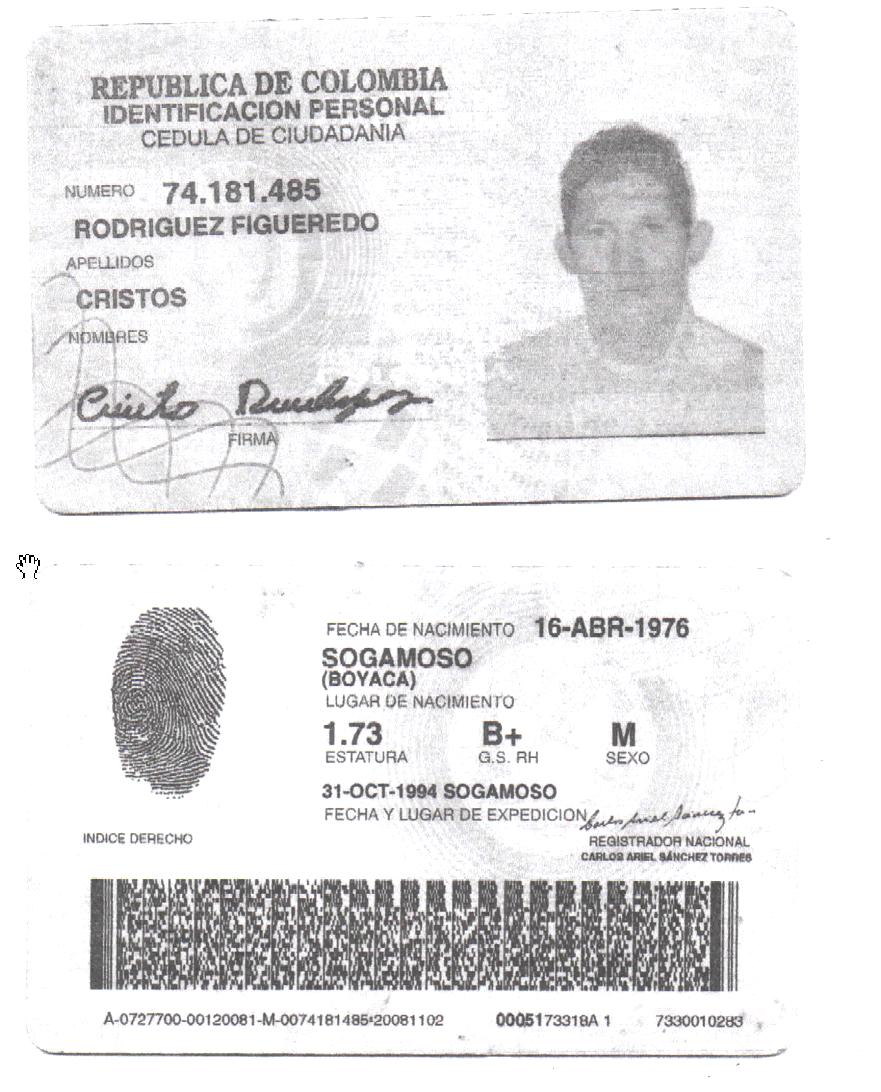 REPUBLICA DE COLOMBIA
IDENTIFICACION PERSONAL
CEDULA DE CIUDADANIA
NUMERO 74.181.485
RODRIGUEZ FIGUEREDO
APELLIDOS
CRISTOS
NOMBRES
FIRMA
FECHA DE NACIMIENTO 16-ABR-1976
SOGAMOSO
(BOYACA)
LUGAR DE NACIMIENTO
1.73 B+ M
ESTATURA G.S. RH SEXO
31-OCT-1994 SOGAMOSO
FECHA Y LUGAR DE EXPEDICION
INDICE DERECHO
REGISTRADOR NACIONAL
CARLOS ARIEL SÁNCHEZ TORRES
A-0727700-00120081-M-0074181485-20081102 0005173318A 1 7330010283